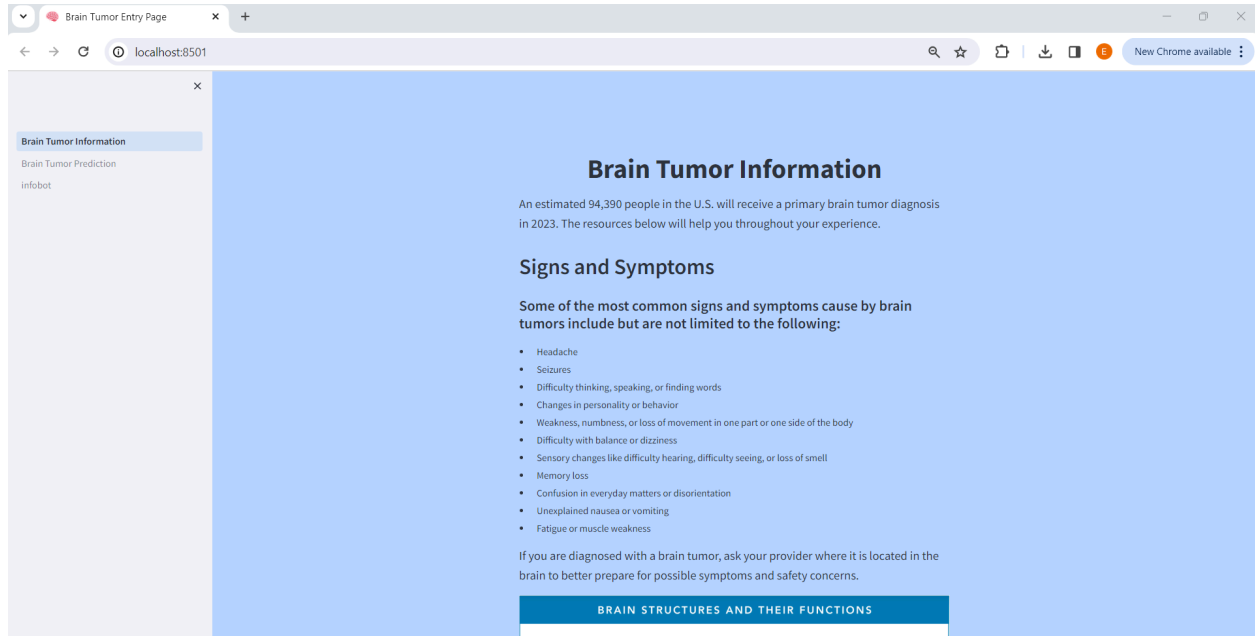 Brain Tumor Entry Page
localhost:8501
E
New Chrome available
Brain Tumor Information
Brain Tumor Prediction
infobot
Brain Tumor Information
An estimated 94,390 people in the U.S. will receive a primary brain tumor diagnosis
in 2023. The resources below will help you throughout your experience.
Signs and Symptoms
Some of the most common signs and symptoms cause by brain
tumors include but are not limited to the following:
• Headache
• Seizures
• Difficulty thinking, speaking, or finding words
• Changes in personality or behavior
• Weakness, numbness, or loss of movement in one part or one side of the body
• Difficulty with balance or dizziness
• Sensory changes like difficulty hearing, difficulty seeing, or loss of smell
• Memory loss
• Confusion in everyday matters or disorientation
• Unexplained nausea or vomiting
• Fatigue or muscle weakness
If you are diagnosed with a brain tumor, ask your provider where it is located in the
brain to better prepare for possible symptoms and safety concerns.
BRAIN STRUCTURES AND THEIR FUNCTIONS